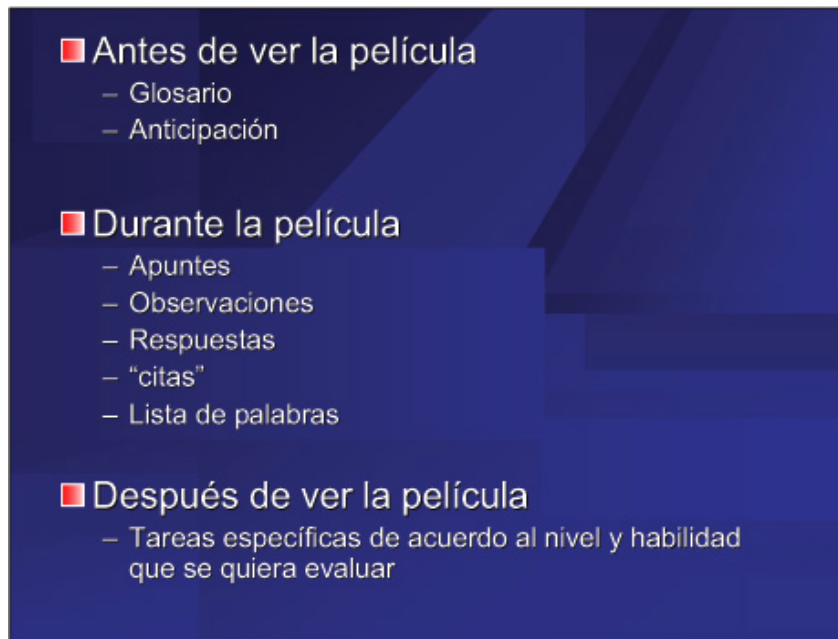 Antes de ver la película
– Glosario
– Anticipación
Durante la película
– Apuntes
– Observaciones
– Respuestas
– “citas”
– Lista de palabras
Después de ver la película
– Tareas específicas de acuerdo al nivel y habilidad
que se quiera evaluar